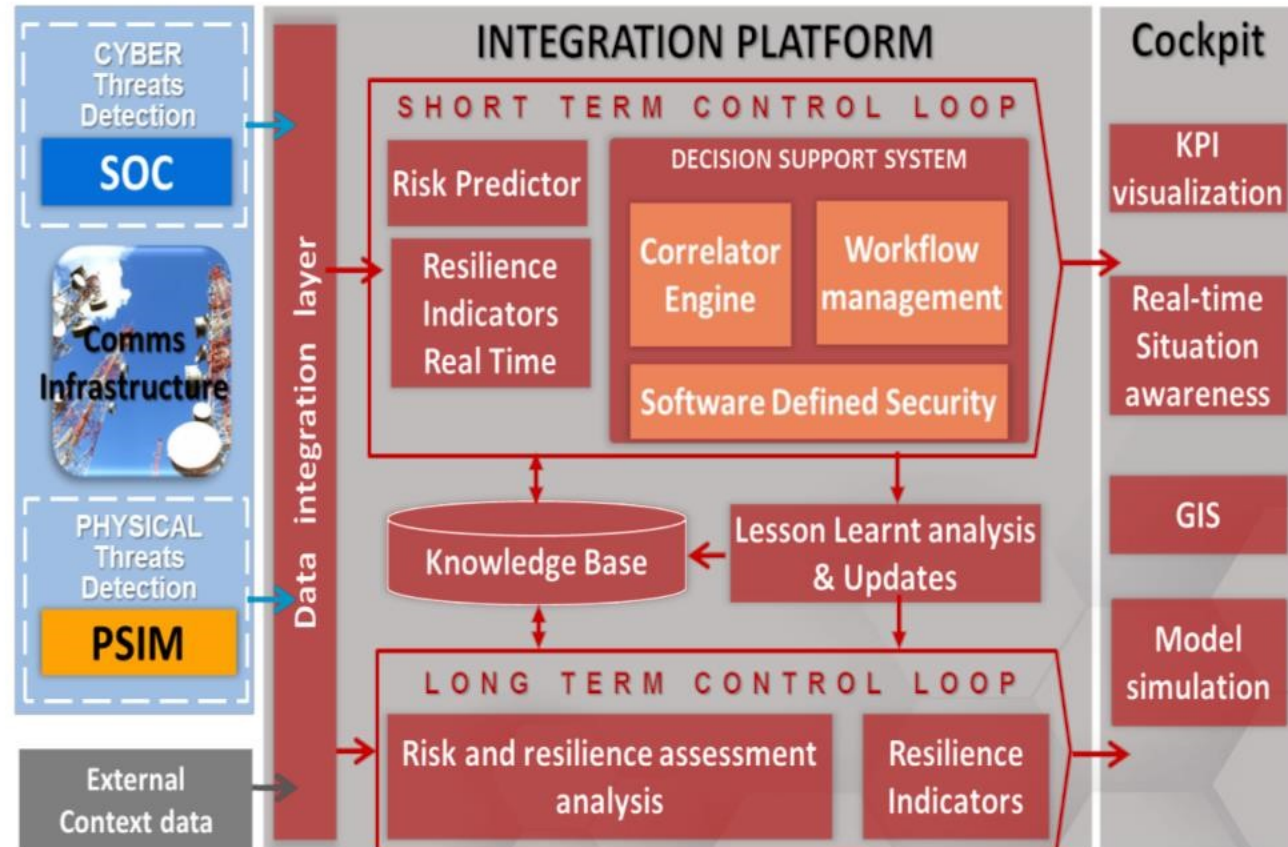 CYBER
Threats
Detection
SOC
Comms
Infrastructure
PHYSICAL
Threats
Detection
PSIM
External
Context data
Data integration layer
INTEGRATION PLATFORM
SHORT TERM CONTROL LOOP
Risk Predictor
Resilience
Indicators
Real Time
DECISION SUPPORT SYSTEM
Correlator
Engine
Workflow
management
Software Defined Security
Knowledge Base
Lesson Learnt analysis
& Updates
LONG TERM CONTROL LOOP
Risk and resilience assessment
analysis
Resilience
Indicators
Cockpit
KPI
visualization
Real-time
Situation
awareness
GIS
Model
simulation